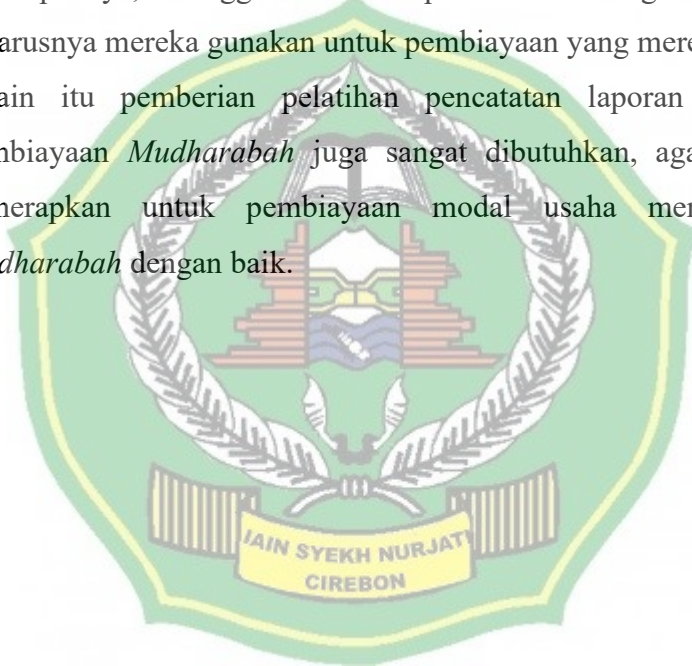 arusnya mereka gunakan untuk pembiayaan yang mere
ain itu pemberian pelatihan pencatatan laporan
nbiayaan Mudharabah juga sangat dibutuhkan, aga
nerapkan untuk pembiayaan modal usaha mer
dharabah dengan baik.
IAIN SYEKH NURJATI
CIREBON